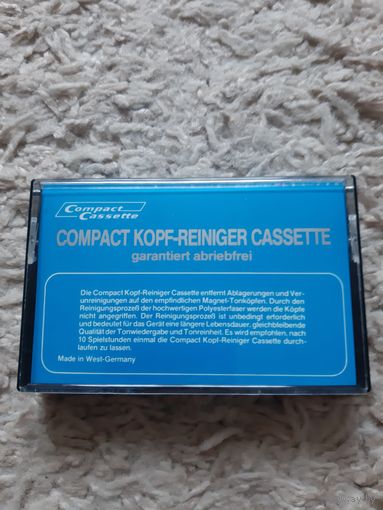 Compact
Cassette
COMPACT KOPF-REINIGER CASSETTE
garantiert abriebfrei
Die Compact Kopf-Reiniger Cassette entfernt Ablagerungen und Ver-
unreinigungen auf den empfindlichen Magnet-Tonköpfen. Durch den
Reinigungsprozeß der hochwertigen Polyesterfaser werden die Köpfe
nicht angegriffen. Der Reinigungsprozeß ist unbedingt erforderlich
und bedeutet für das Gerät eine längere Lebensdauer, gleichbleibende
Qualität der Tonwiedergabe und Tonreinheit. Es wird empfohlen, nach
10 Spielstunden einmal die Compact Kopf-Reiniger Cassette durch-
laufen zu lassen.
Made in West-Germany